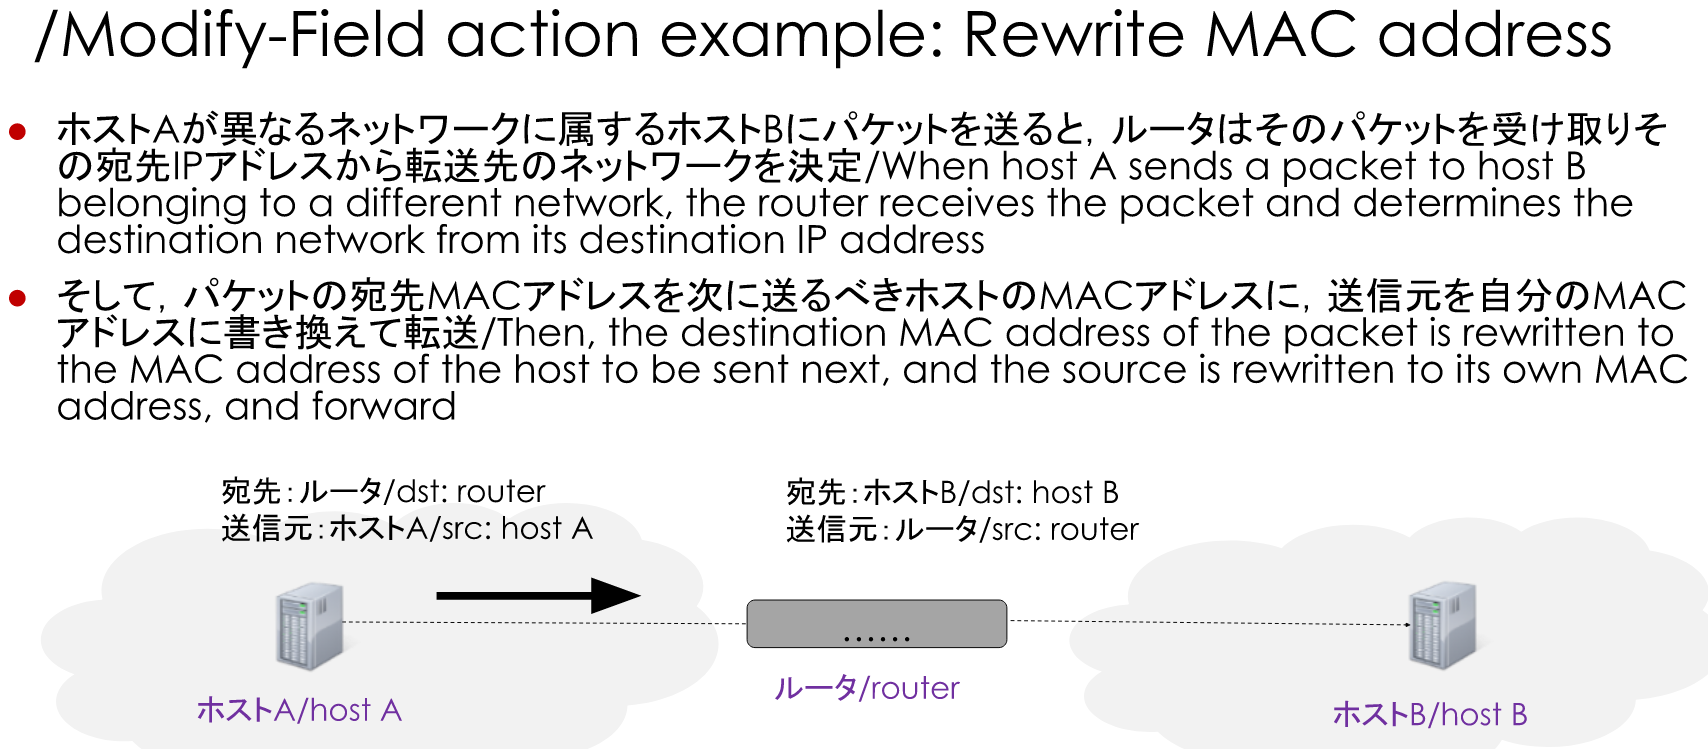 /Modify-Field action example: Rewrite MAC address
ホストAが異なるネットワークに属するホストBにパケットを送ると，ルータはそのパケットを受け取りそ
の宛先IPアドレスから転送先のネットワークを決定/When host A sends a packet to host B
belonging to a different network, the router receives the packet and determines the
destination network from its destination IP address
そして，パケットの宛先MACアドレスを次に送るべきホストのMACアドレスに，送信元を自分のMAC
アドレスに書き換えて転送/Then, the destination MAC address of the packet is rewritten to
the MAC address of the host to be sent next, and the source is rewritten to its own MAC
address, and forward
宛先：ルータ/dst: router
送信元：ホストA/src: host A
宛先：ホストB/dst: host B
送信元：ルータ/src: router
......
ホストA/host A
ルータ/router
ホストB/host B